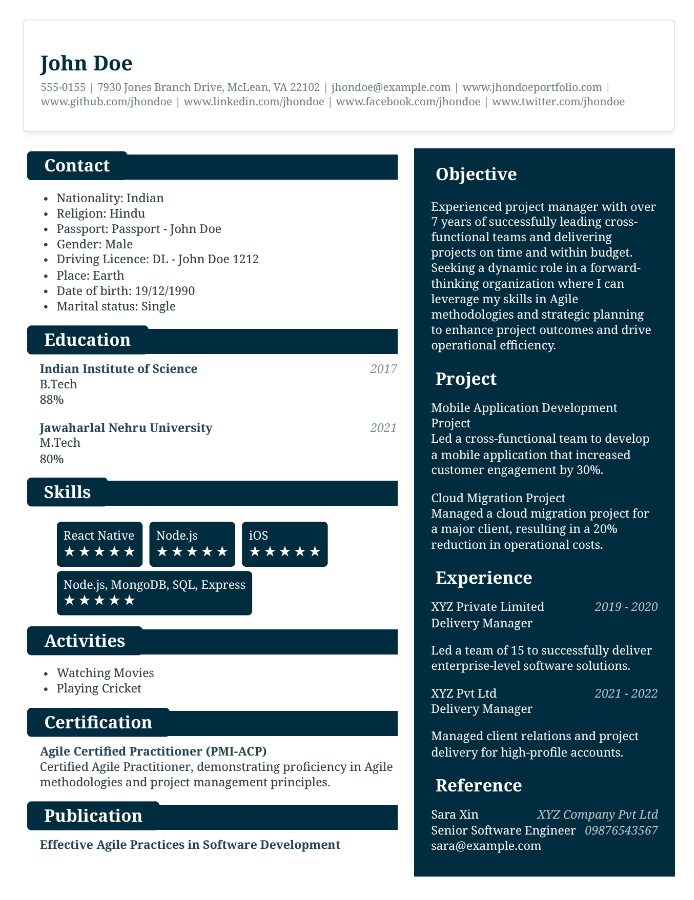 John Doe
555-0155 | 7930 Jones Branch Drive, McLean, VA 22102 | jhondoe@example.com | www.jhondoeportfolio.com |
www.github.com/jhondoe | www.linkedin.com/jhondoe | www.facebook.com/jhondoe | www.twitter.com/jhondoe
Contact
• Nationality: Indian
• Religion: Hindu
• Passport: Passport - John Doe
• Gender: Male
• Driving Licence: DL - John Doe 1212
• Place: Earth
• Date of birth: 19/12/1990
• Marital status: Single
Education
Indian Institute of Science 2017
B.Tech
88%
Jawaharlal Nehru University 2021
M.Tech
80%
Skills
React Native Node.js iOS
★★★★★ ★★★★★ ★★★★★
Node.js, MongoDB, SQL, Express
★★★★★
Activities
• Watching Movies
• Playing Cricket
Certification
Agile Certified Practitioner (PMI-ACP)
Certified Agile Practitioner, demonstrating proficiency in Agile
methodologies and project management principles.
Publication
Effective Agile Practices in Software Development
Objective
Experienced project manager with over
7 years of successfully leading cross-
functional teams and delivering
projects on time and within budget.
Seeking a dynamic role in a forward-
thinking organization where I can
leverage my skills in Agile
methodologies and strategic planning
to enhance project outcomes and drive
operational efficiency.
Project
Mobile Application Development
Project
Led a cross-functional team to develop
a mobile application that increased
customer engagement by 30%.
Cloud Migration Project
Managed a cloud migration project for
a major client, resulting in a 20%
reduction in operational costs.
Experience
XYZ Private Limited 2019 - 2020
Delivery Manager
Led a team of 15 to successfully deliver
enterprise-level software solutions.
XYZ Pvt Ltd 2021 - 2022
Delivery Manager
Managed client relations and project
delivery for high-profile accounts.
Reference
Sara Xin XYZ Company Pvt Ltd
Senior Software Engineer 09876543567
sara@example.com